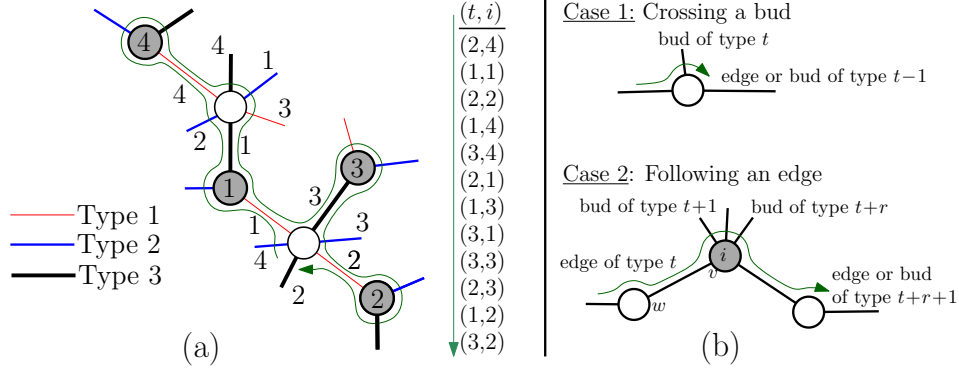 4
4
1
4
3
2
1
1
3
3
1
3
4
2
2
2
Type 1
Type 2
Type 3
(a)
(t, i)
(2,4)
(1,1)
(2,2)
(1,4)
(3,4)
(2,1)
(1,3)
(3,1)
(3,3)
(2,3)
(1,2)
(3,2)
Case 1: Crossing a bud
bud of type t
edge or bud of type t−1
Case 2: Following an edge
bud of type t+1
bud of type t+r
edge of type t
i
v
w
edge or bud
of type t+r+1
(b)